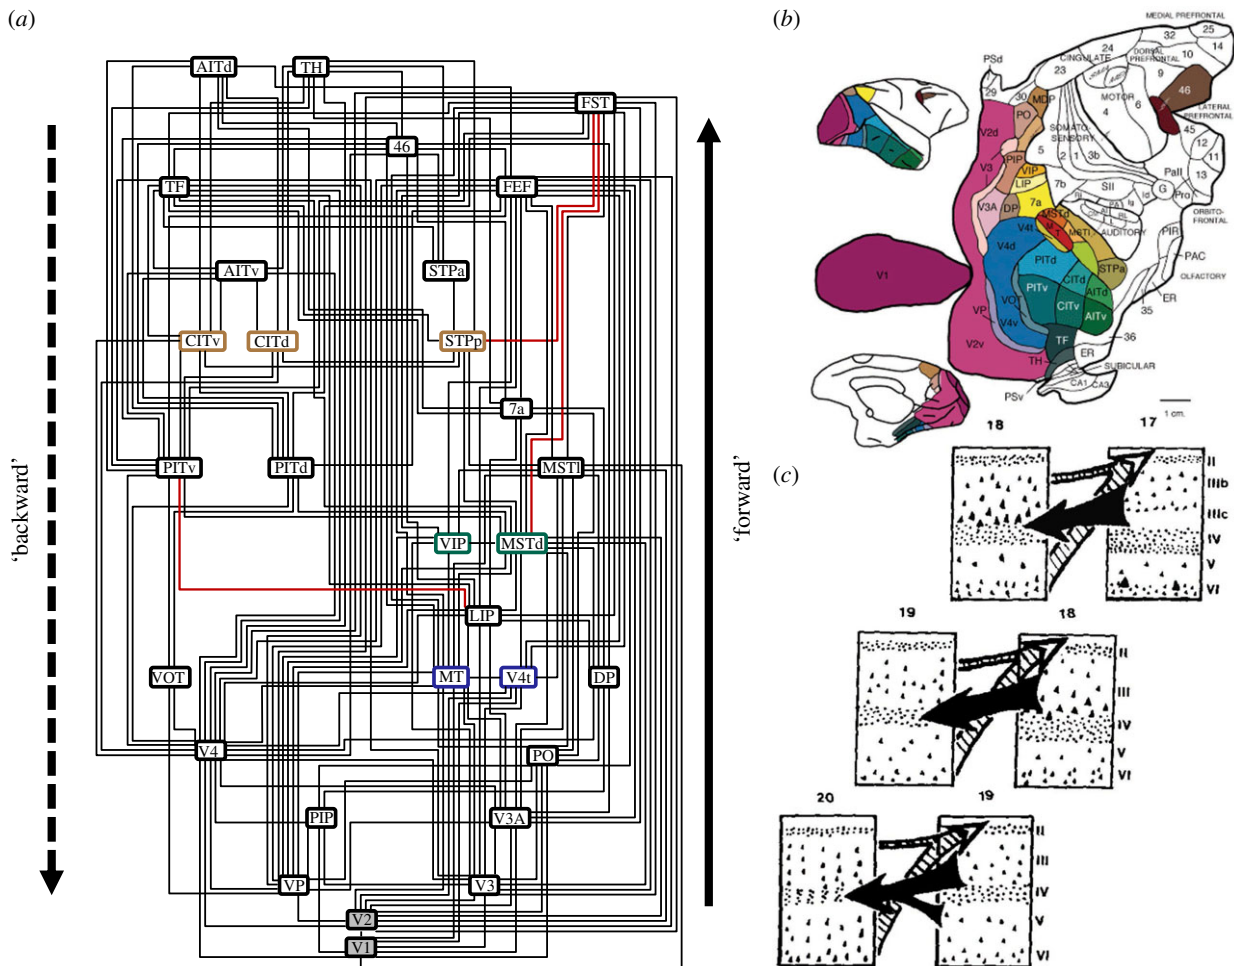 (a)
AITd
TH
FST
46
TF
FEF
AITv
STPa
CITv
CITd
STPp
7a
PITv
PITd
MSTl
VIP
MSTd
LIP
VOT
MT
V4t
DP
V4
PO
PIP
V3A
VP
V3
V2
V1
'backward'
'forward'
(b)
MEDIAL PREFRONTAL
25
32
14
24
DORSAL
PREFRONTAL
10
CINGULATE
9
PSd
23
46
29
30
MDP
MOTOR
4
6
LATERAL
PREFRONTAL
PO
V2d
SOMATO-
SENSORY
45
12
11
5
2
1
3b
V3
PIP
VIP
LIP
7b
SII
PaII
13
G
Pro
Id
Ig
RI
PA
V3A
DP
7a
ORBITO-
FRONTAL
MSTd
V4t
MSTl
AUDITORY
PIR
V4d
PITd
STPa
PAC
OLFACTORY
V1
CITd
AITd
PITv
ER
VOT
CITv
AITv
35
VP
V4v
TF
36
V2v
ER
TH
SUBICULAR
CA1
CA3
PSv
1 cm.
(c)
18
17
II
IIIb
IIIc
IV
V
VI
19
18
II
III
IV
V
VI
20
19
II
III
IV
V
VI